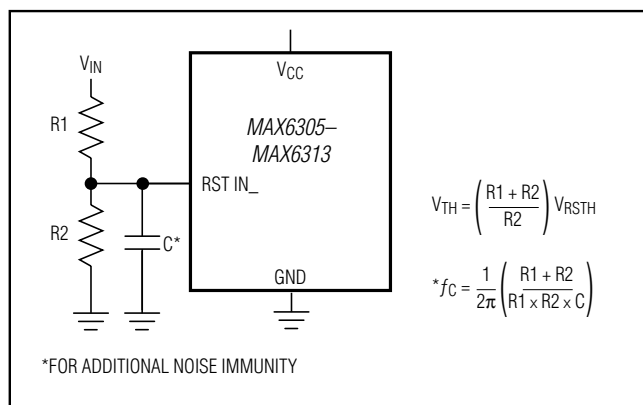 VIN
R1
R2
C*
VCC
MAX6305–
MAX6313
RST IN_
GND
VTH = (R1 + R2 / R2) VRSTH
*fC = 1 / 2π (R1 + R2 / R1 x R2 x C)
*FOR ADDITIONAL NOISE IMMUNITY